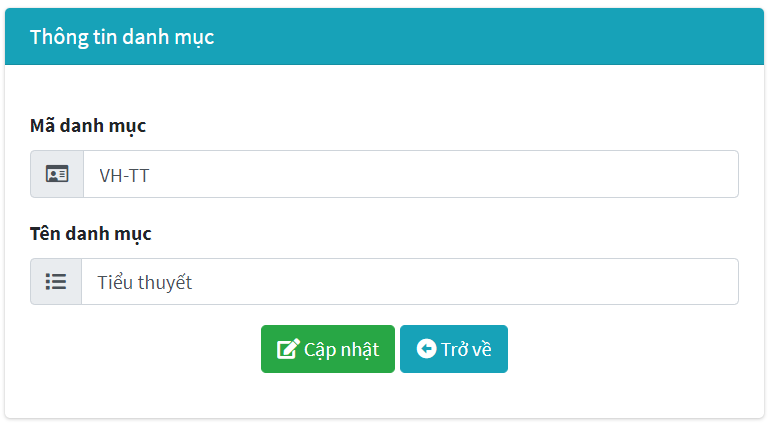 Thông tin danh mục
Mã danh mục
VH-TT
Tên danh mục
Tiểu thuyết
Cập nhật Trở về